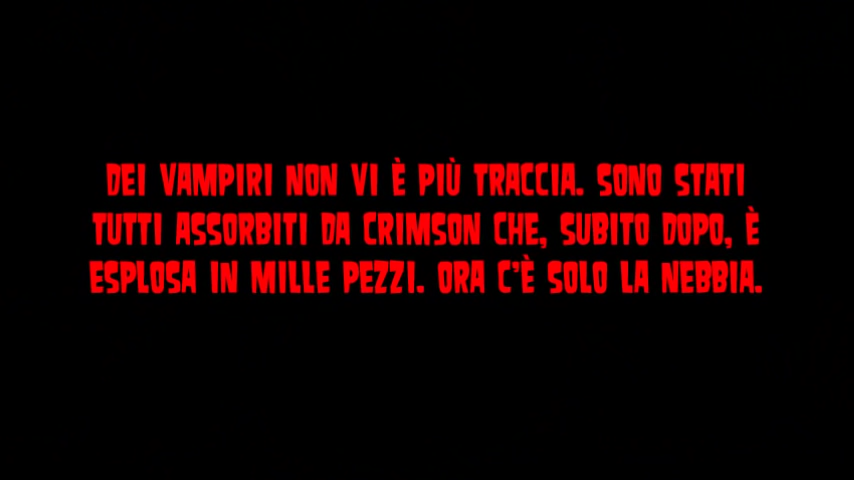 DEI VAMPIRI NON VI È PIÙ TRACCIA. SONO STATI
TUTTI ASSORBITI DA CRIMSON CHE, SUBITO DOPO, È
ESPLOSA IN MILLE PEZZI. ORA C'È SOLO LA NEBBIA.